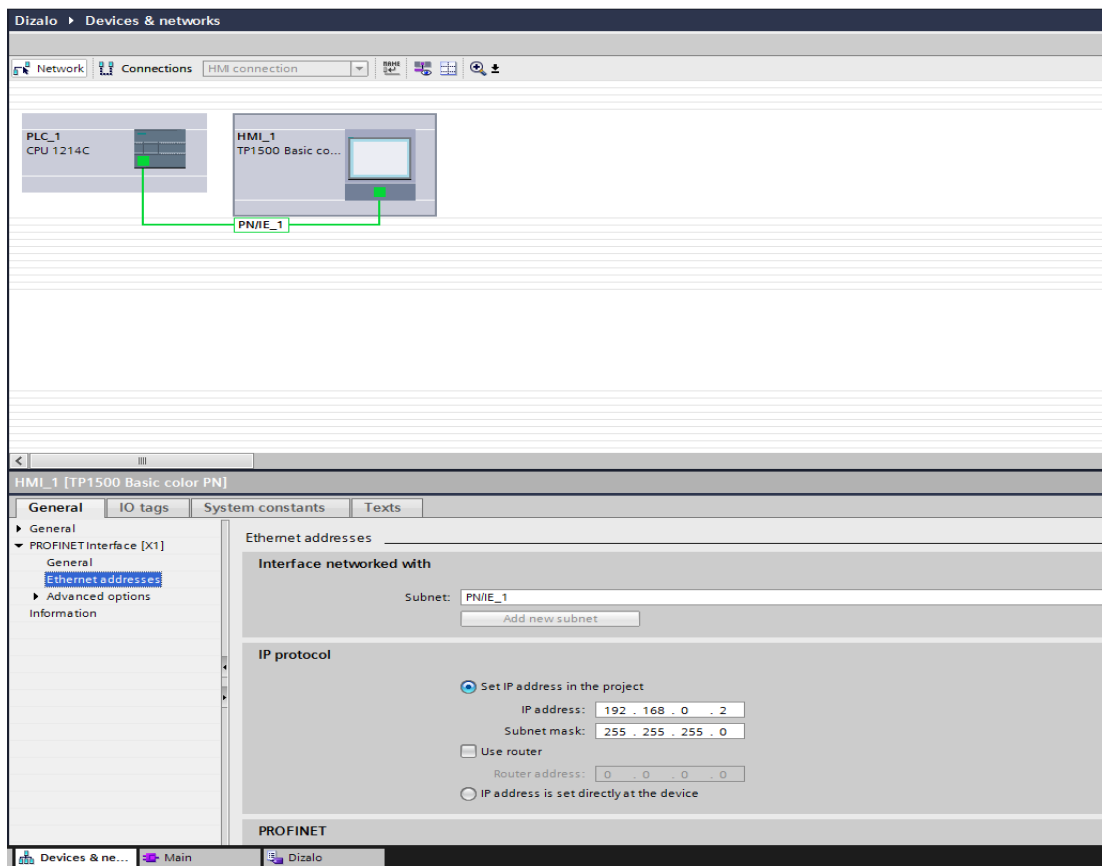 Dizalo ▸ Devices & networks
Network Connections HMI connection
PLC_1
CPU 1214C
HMI_1
TP1500 Basic co...
PN/IE_1
HMI_1 [TP1500 Basic color PN]
General IO tags System constants Texts
General
PROFINET Interface [X1]
General
Ethernet addresses
Advanced options
Information
Ethernet addresses
Interface networked with
Subnet: PN/IE_1
Add new subnet
IP protocol
Set IP address in the project
IP address: 192 . 168 . 0 . 2
Subnet mask: 255 . 255 . 255 . 0
Use router
Router address: 0 . 0 . 0 . 0
IP address is set directly at the device
PROFINET
Devices & ne... Main Dizalo